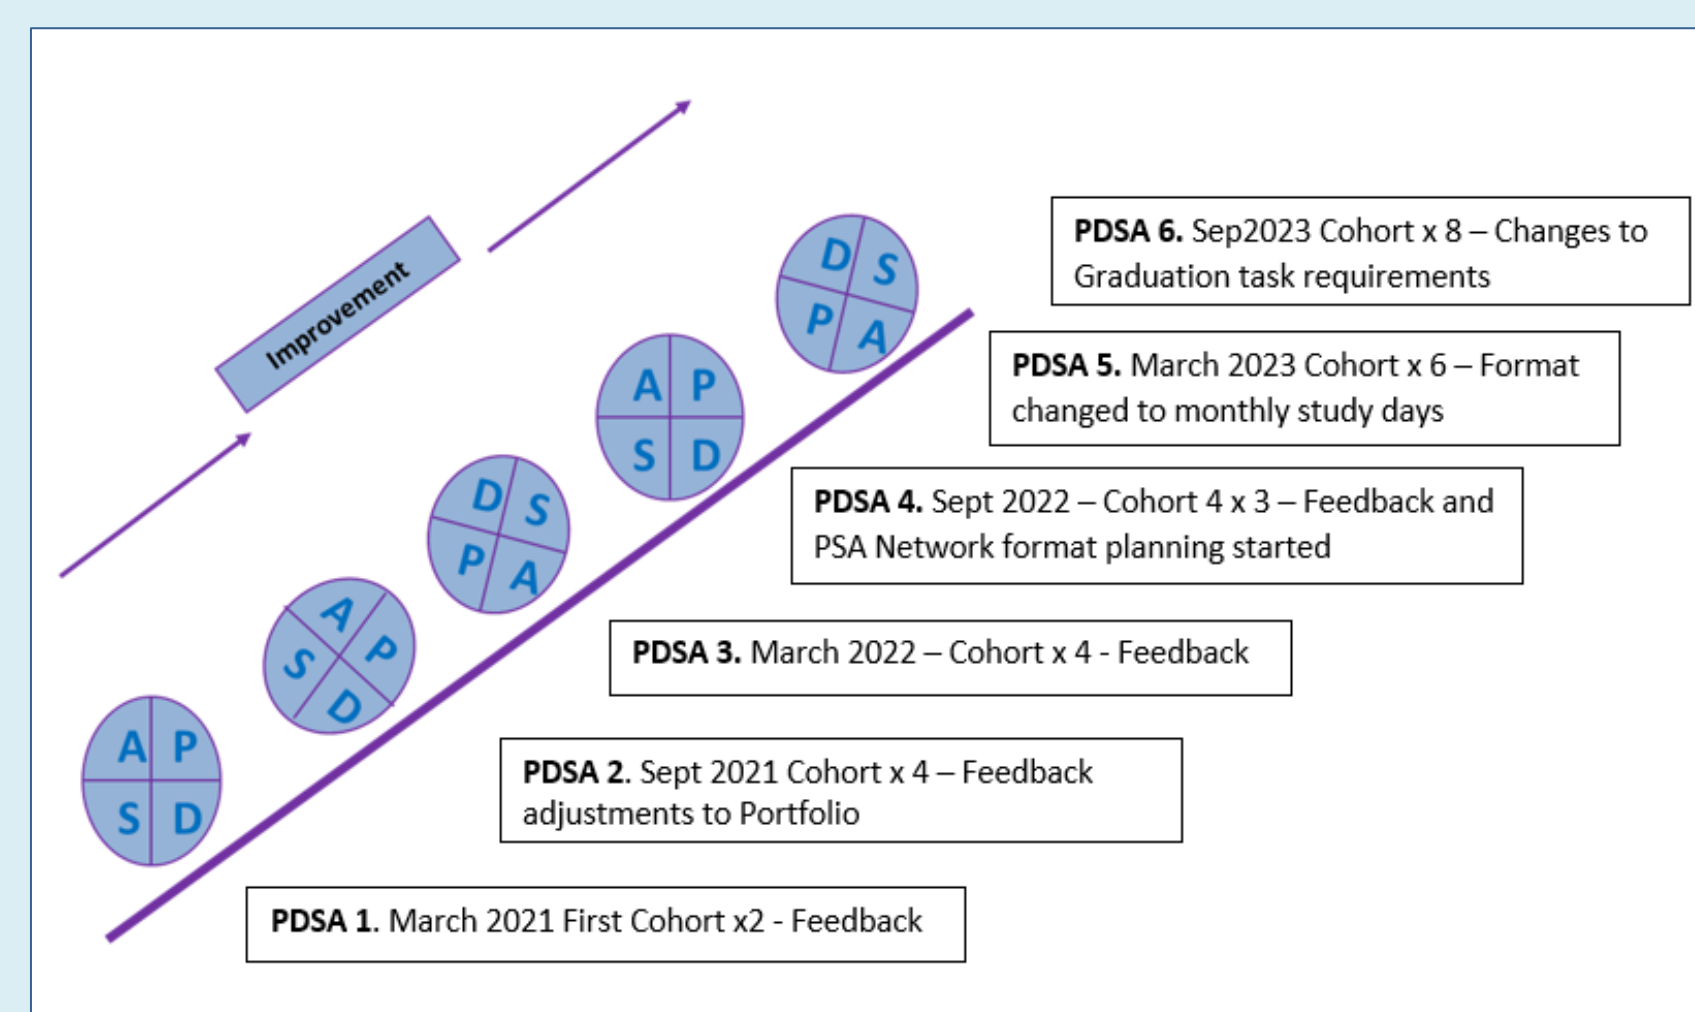 Improvement
D S
P A
A P
S D
D S
P A
A P
S D
A P
S D
PDSA 6. Sep2023 Cohort x 8 – Changes to
Graduation task requirements
PDSA 5. March 2023 Cohort x 6 – Format
changed to monthly study days
PDSA 4. Sept 2022 – Cohort 4 x 3 – Feedback and
PSA Network format planning started
PDSA 3. March 2022 – Cohort x 4 - Feedback
PDSA 2. Sept 2021 Cohort x 4 – Feedback
adjustments to Portfolio
PDSA 1. March 2021 First Cohort x2 - Feedback